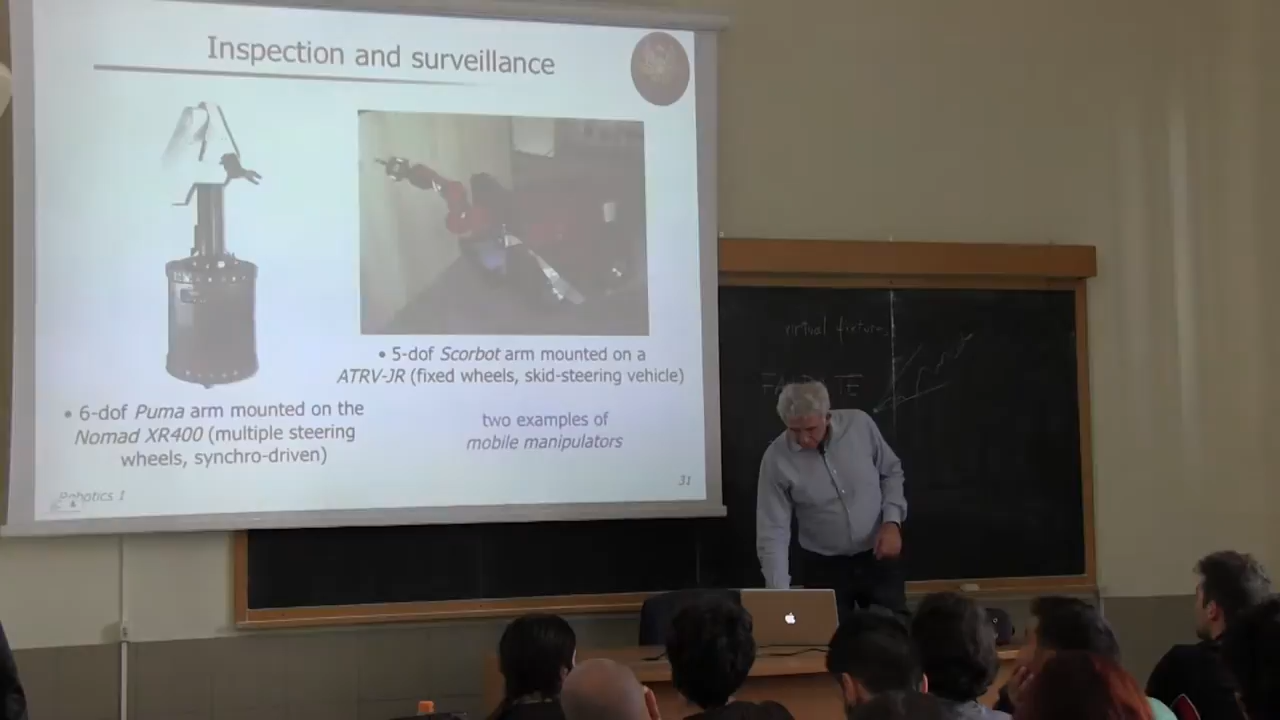 Inspection and surveillance
• 5-dof Scorbot arm mounted on a
ATRV-JR (fixed wheels, skid-steering vehicle)
• 6-dof Puma arm mounted on the
Nomad XR400 (multiple steering
wheels, synchro-driven)
two examples of
mobile manipulators
Robotics 1
31
virtual fixture